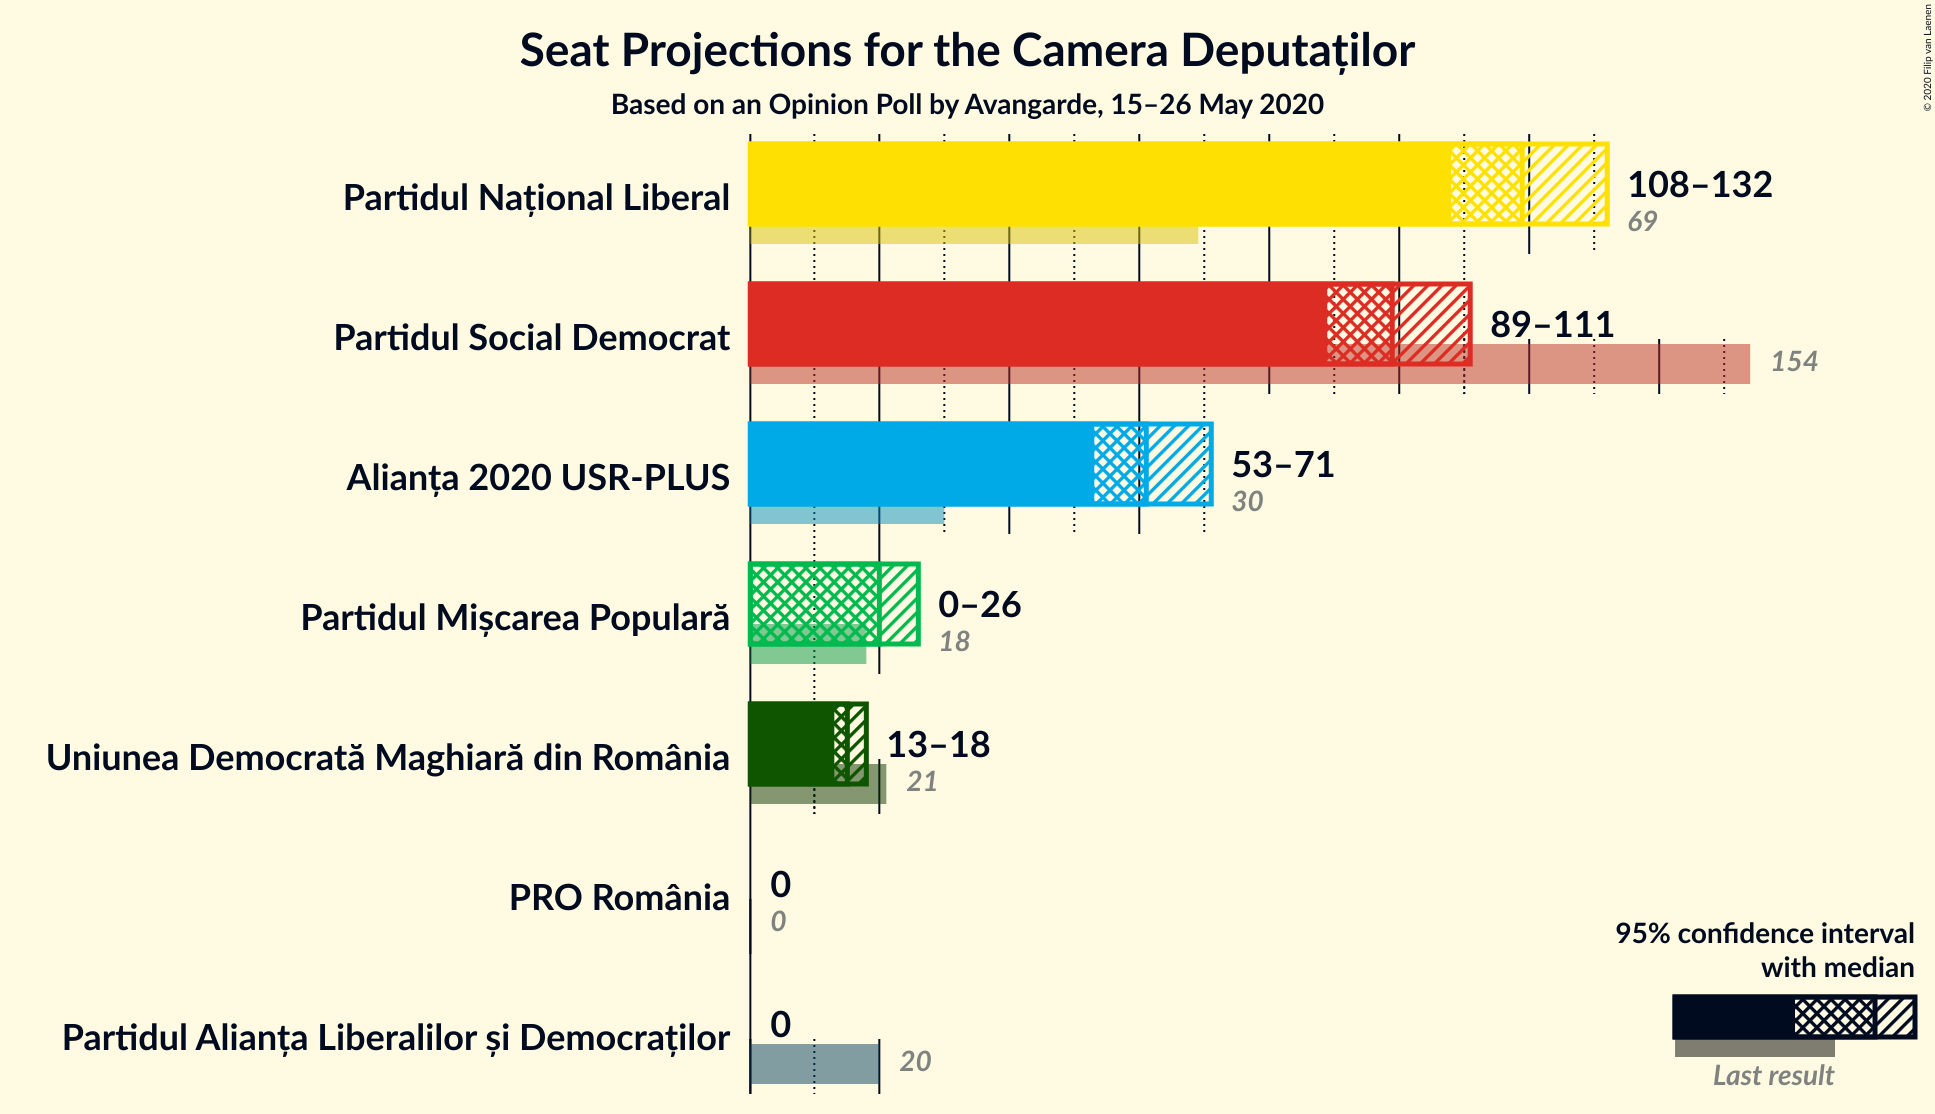 Seat Projections for the Camera Deputaților
Based on an Opinion Poll by Avangarde, 15–26 May 2020
© 2020 Filip van Laenen
Partidul Național Liberal
108–132
69
Partidul Social Democrat
89–111
154
Alianța 2020 USR-PLUS
53–71
30
Partidul Mișcarea Populară
0–26
18
Uniunea Democrată Maghiară din România
13–18
21
PRO România
0
0
Partidul Alianța Liberalilor și Democraților
0
20
95% confidence interval
with median
Last result